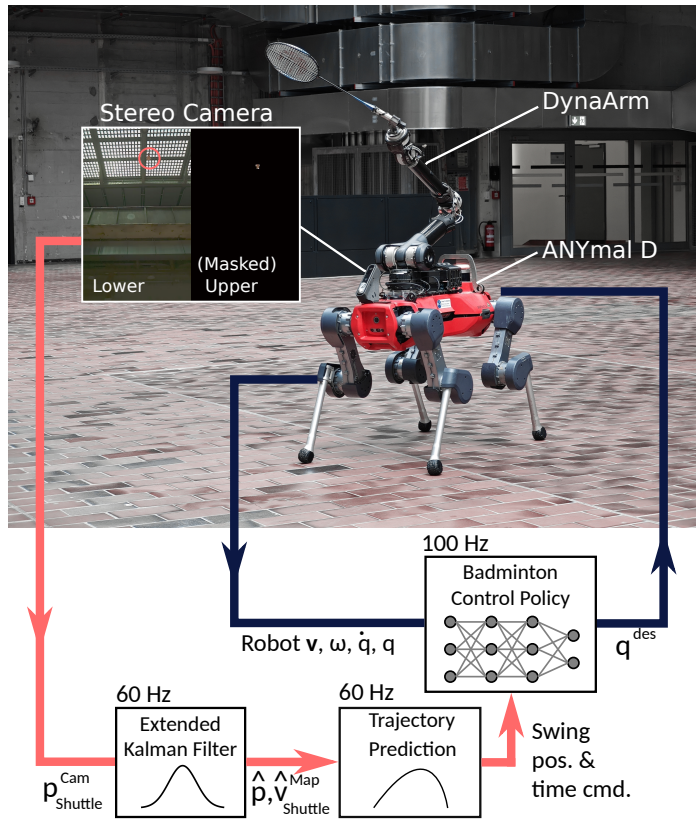 Stereo Camera
DynaArm
ANYmal D
Lower
(Masked)
Upper
100 Hz
Badminton
Control Policy
Robot v, ω, q̇, q
q^des
60 Hz
Extended
Kalman Filter
60 Hz
Trajectory
Prediction
Swing
pos. &
time cmd.
p^Cam_Shuttle
p̂,v̂^Map_Shuttle